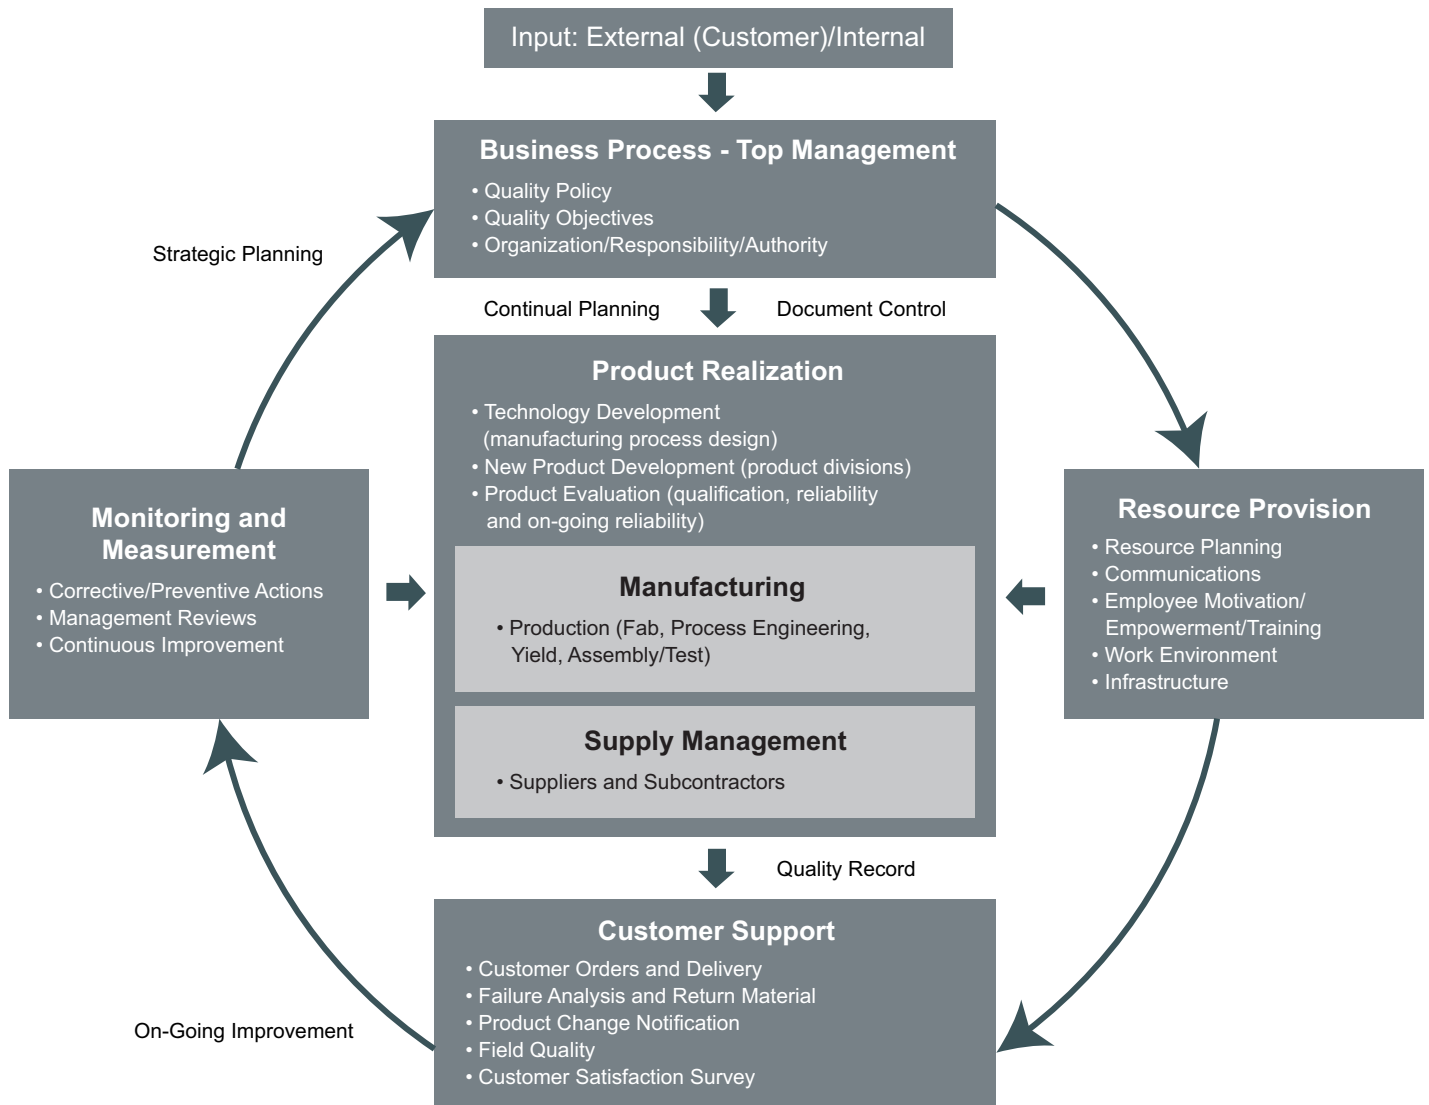 Input: External (Customer)/Internal
Business Process - Top Management
• Quality Policy
• Quality Objectives
• Organization/Responsibility/Authority
Strategic Planning
Continual Planning
Document Control
Product Realization
• Technology Development
(manufacturing process design)
• New Product Development (product divisions)
• Product Evaluation (qualification, reliability
and on-going reliability)
Manufacturing
• Production (Fab, Process Engineering,
Yield, Assembly/Test)
Supply Management
• Suppliers and Subcontractors
Monitoring and
Measurement
• Corrective/Preventive Actions
• Management Reviews
• Continuous Improvement
Resource Provision
• Resource Planning
• Communications
• Employee Motivation/
Empowerment/Training
• Work Environment
• Infrastructure
Quality Record
Customer Support
• Customer Orders and Delivery
• Failure Analysis and Return Material
• Product Change Notification
• Field Quality
• Customer Satisfaction Survey
On-Going Improvement